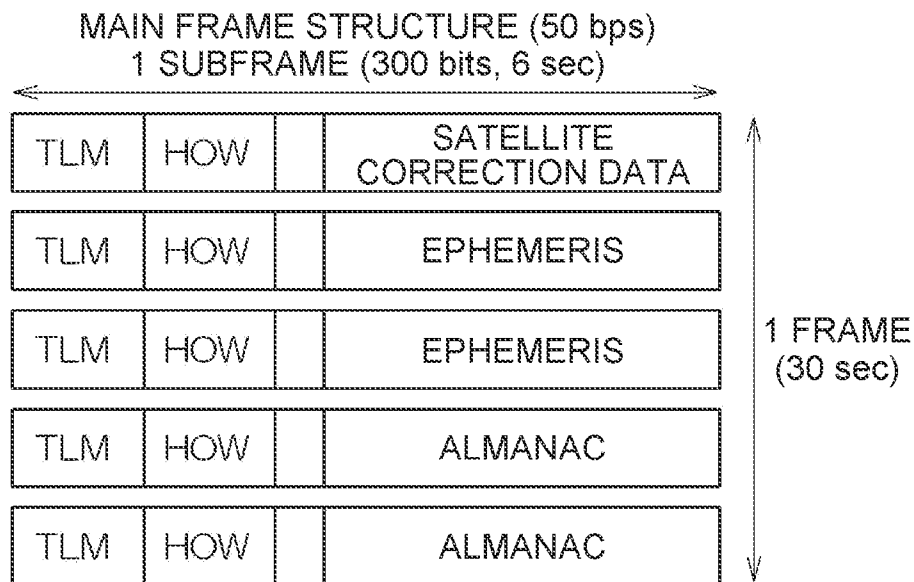 MAIN FRAME STRUCTURE (50 bps)
1 SUBFRAME (300 bits, 6 sec)
TLM HOW SATELLITE
CORRECTION DATA
TLM HOW EPHEMERIS
TLM HOW EPHEMERIS
1 FRAME
(30 sec)
TLM HOW ALMANAC
TLM HOW ALMANAC